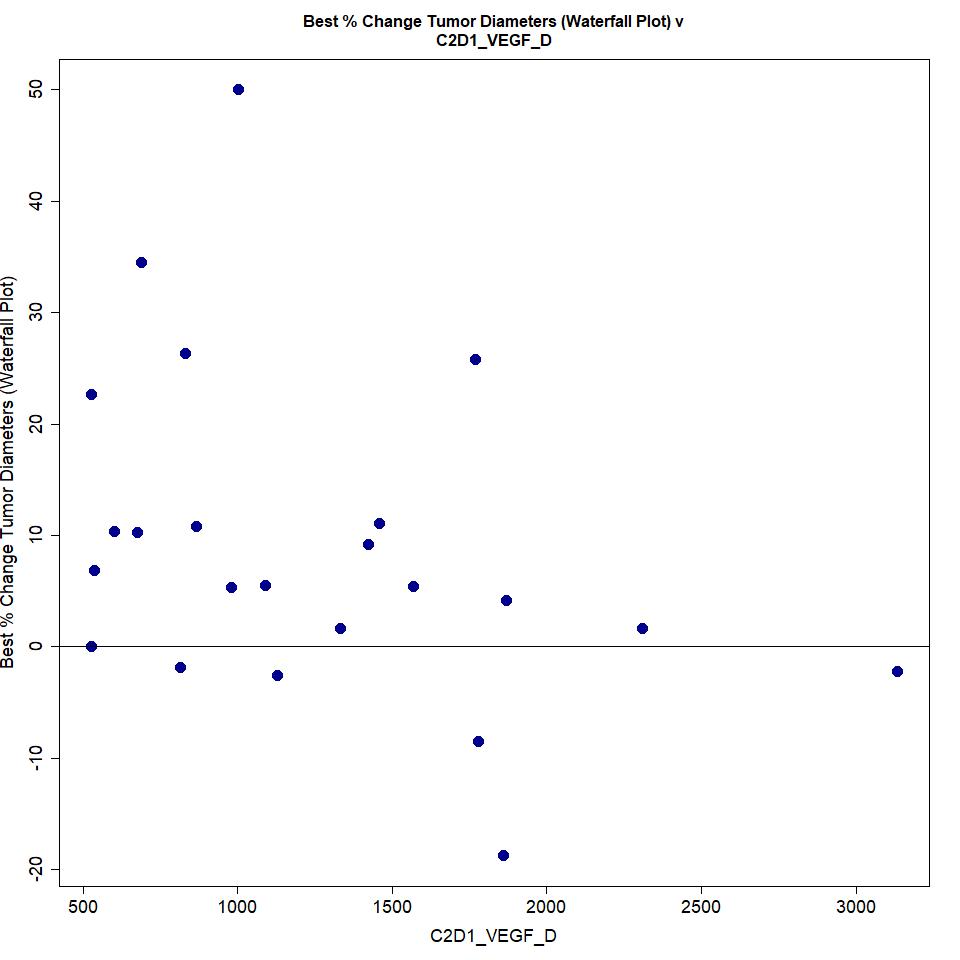 Best % Change Tumor Diameters (Waterfall Plot) v
C2D1_VEGF_D
Best % Change Tumor Diameters (Waterfall Plot)
50
40
30
20
10
0
-10
-20
500 1000 1500 2000 2500 3000
C2D1_VEGF_D